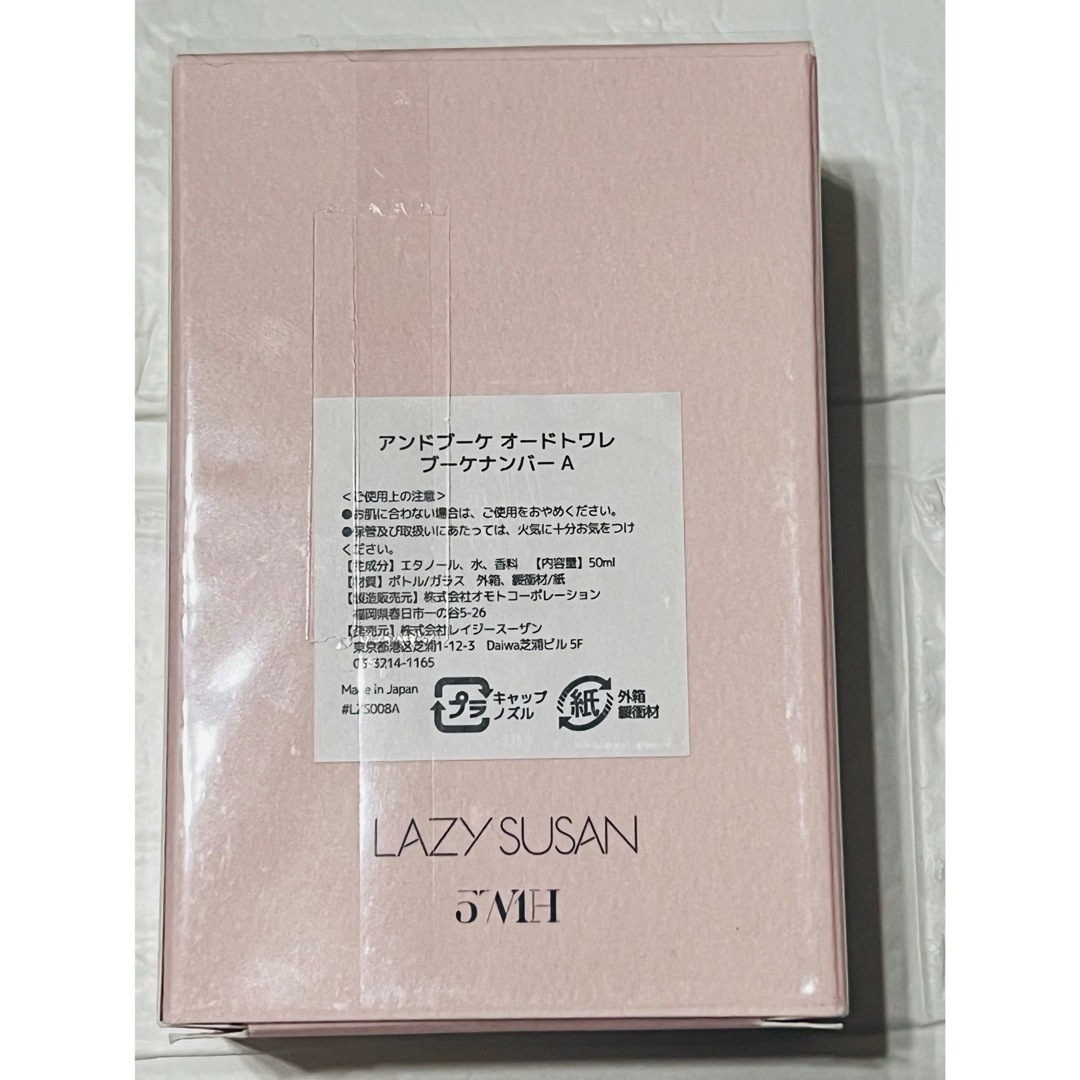 アンドブーケ オードトワレ
ブーケナンバー A
<ご使用上の注意>
●お肌に合わない場合は、ご使用をおやめください。
●保管及び取扱いにあたっては、火気に十分お気をつけ
ください。
【主成分】エタノール、水、香料 【内容量】50ml
【材質】ボトル/ガラス 外箱、緩衝材/紙
【製造販売元】株式会社オモトコーポレーション
福岡県春日市一の谷5-26
【発売元】株式会社レイジースーザン
東京都港区芝浦1-12-3 Daiwa芝浦ビル 5F
03-3214-1165
Made in Japan
#LZS008A
プラ キャップ
ノズル
紙 外箱
緩衝材
LAZY SUSAN